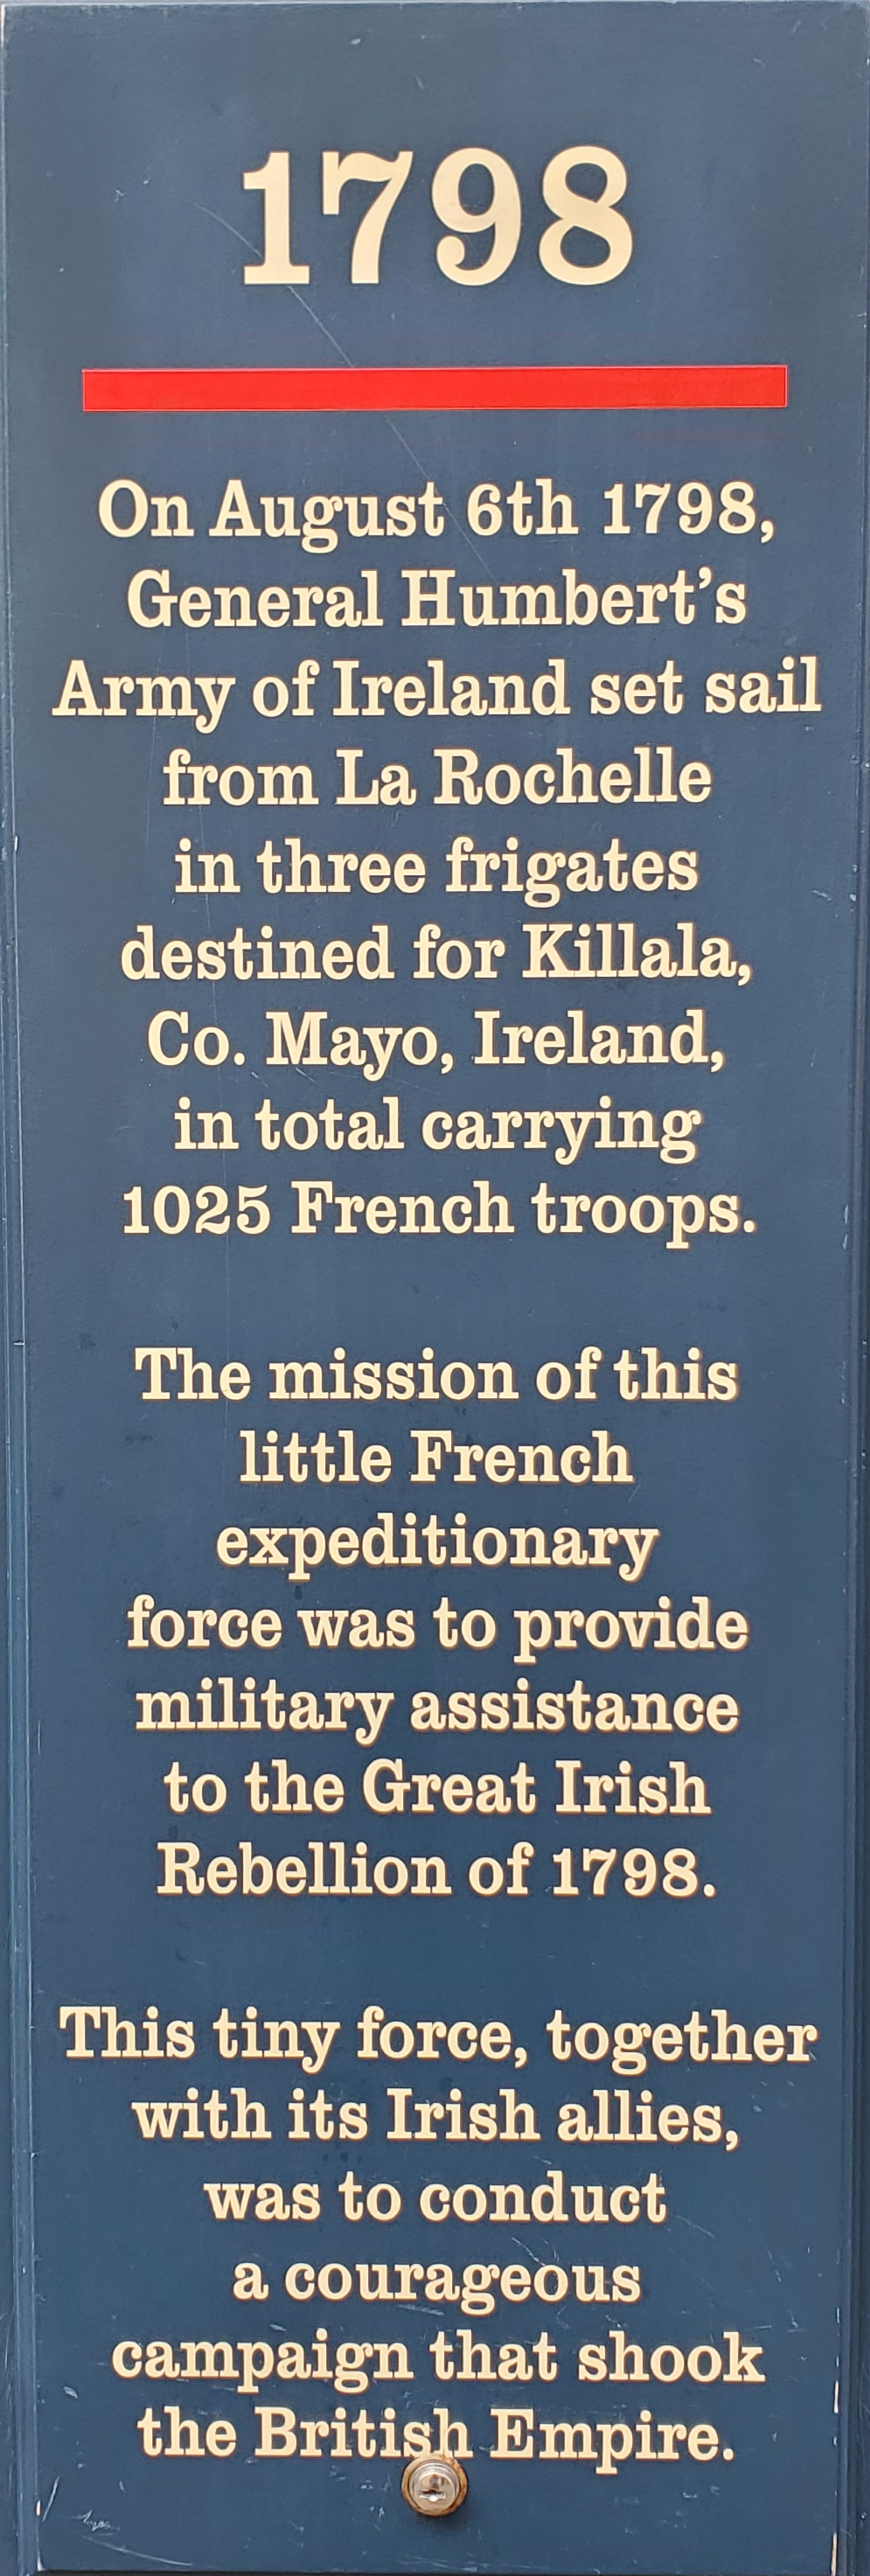 1798
On August 6th 1798,
General Humbert's
Army of Ireland set sail
from La Rochelle
in three frigates
destined for Killala,
Co. Mayo, Ireland,
in total carrying
1025 French troops.
The mission of this
little French
expeditionary
force was to provide
military assistance
to the Great Irish
Rebellion of 1798.
This tiny force, together
with its Irish allies,
was to conduct
a courageous
campaign that shook
the British Empire.